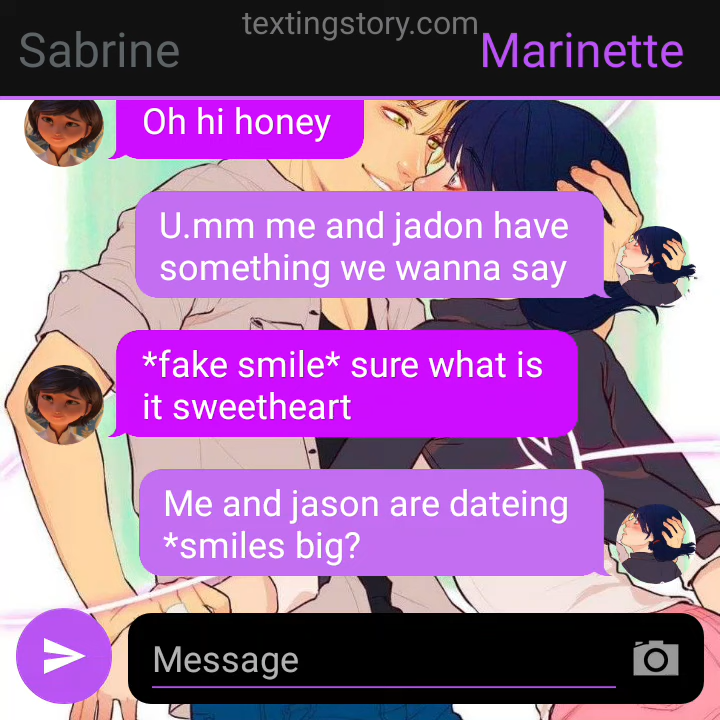 textingstory.com
Sabrine
Marinette
Oh hi honey
U.mm me and jadon have
something we wanna say
*fake smile* sure what is
it sweetheart
Me and jason are dateing
*smiles big?
Message